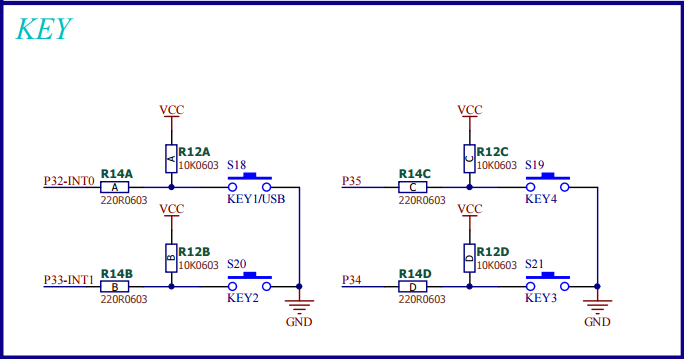 KEY
VCC
VCC
R12A
10K0603
S18
R12C
10K0603
S19
A
C
R14A
R14C
P32-INT0
A
P35
C
220R0603
KEY1/USB
220R0603
KEY4
VCC
VCC
R12B
10K0603
S20
R12D
10K0603
S21
B
D
R14B
R14D
P33-INT1
B
P34
D
220R0603
KEY2
220R0603
KEY3
GND
GND